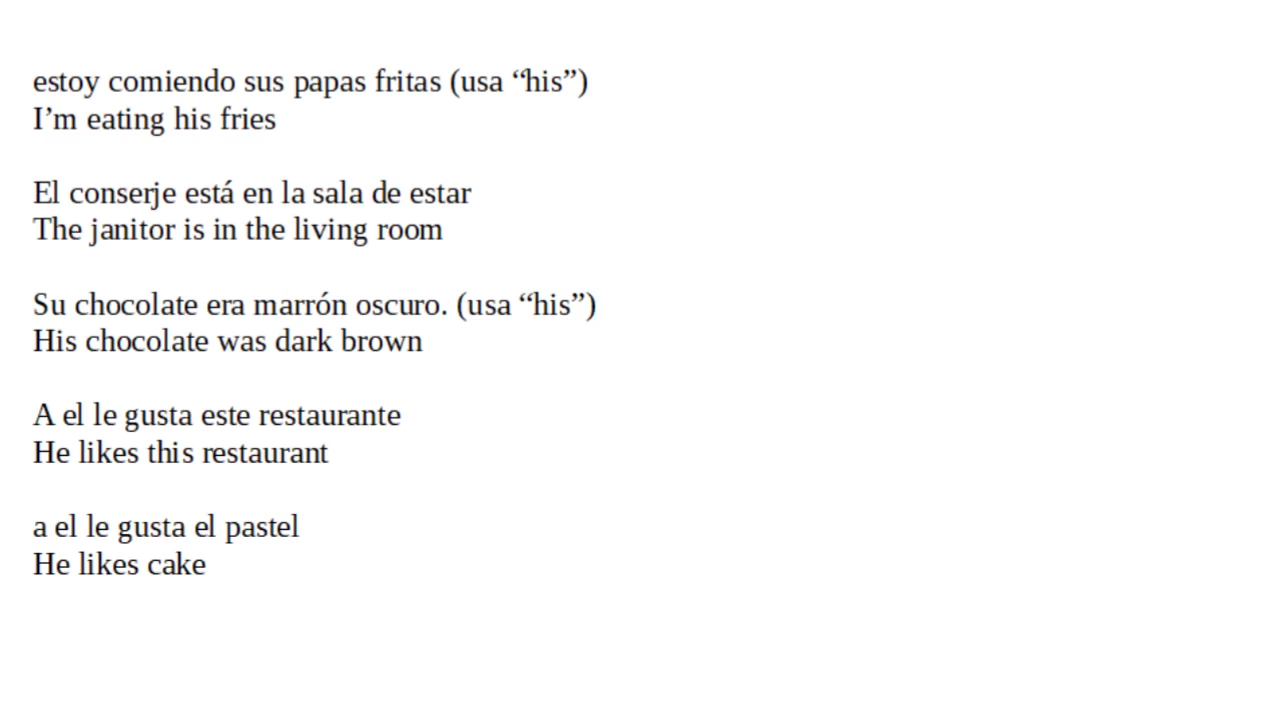 estoy comiendo sus papas fritas (usa “his”)
I’m eating his fries
El conserje está en la sala de estar
The janitor is in the living room
Su chocolate era marrón oscuro. (usa “his”)
His chocolate was dark brown
A el le gusta este restaurante
He likes this restaurant
a el le gusta el pastel
He likes cake